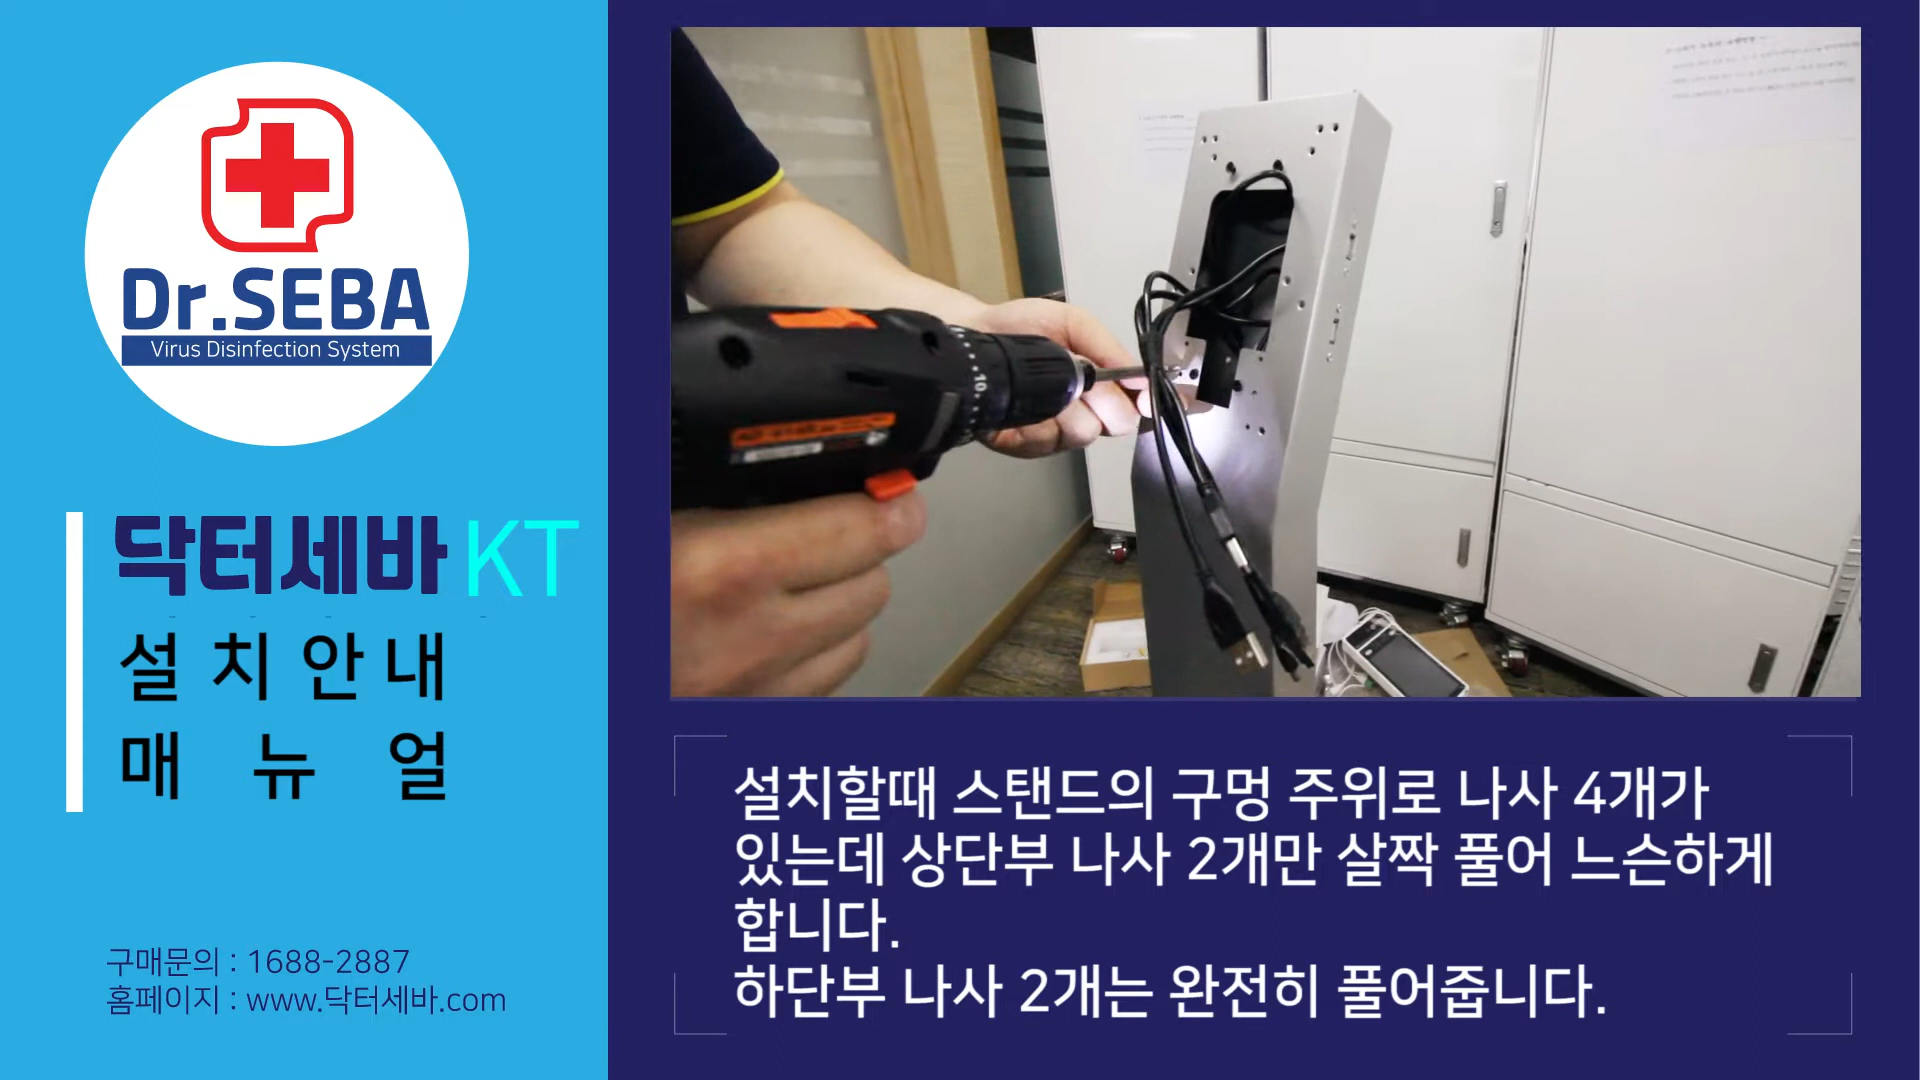 Dr.SEBA
Virus Disinfection System
닥터세바 KT
설치안내
매뉴얼
구매문의 : 1688-2887
홈페이지 : www.닥터세바.com
10
설치할때 스탠드의 구멍 주위로 나사 4개가
있는데 상단부 나사 2개만 살짝 풀어 느슨하게
합니다.
하단부 나사 2개는 완전히 풀어줍니다.